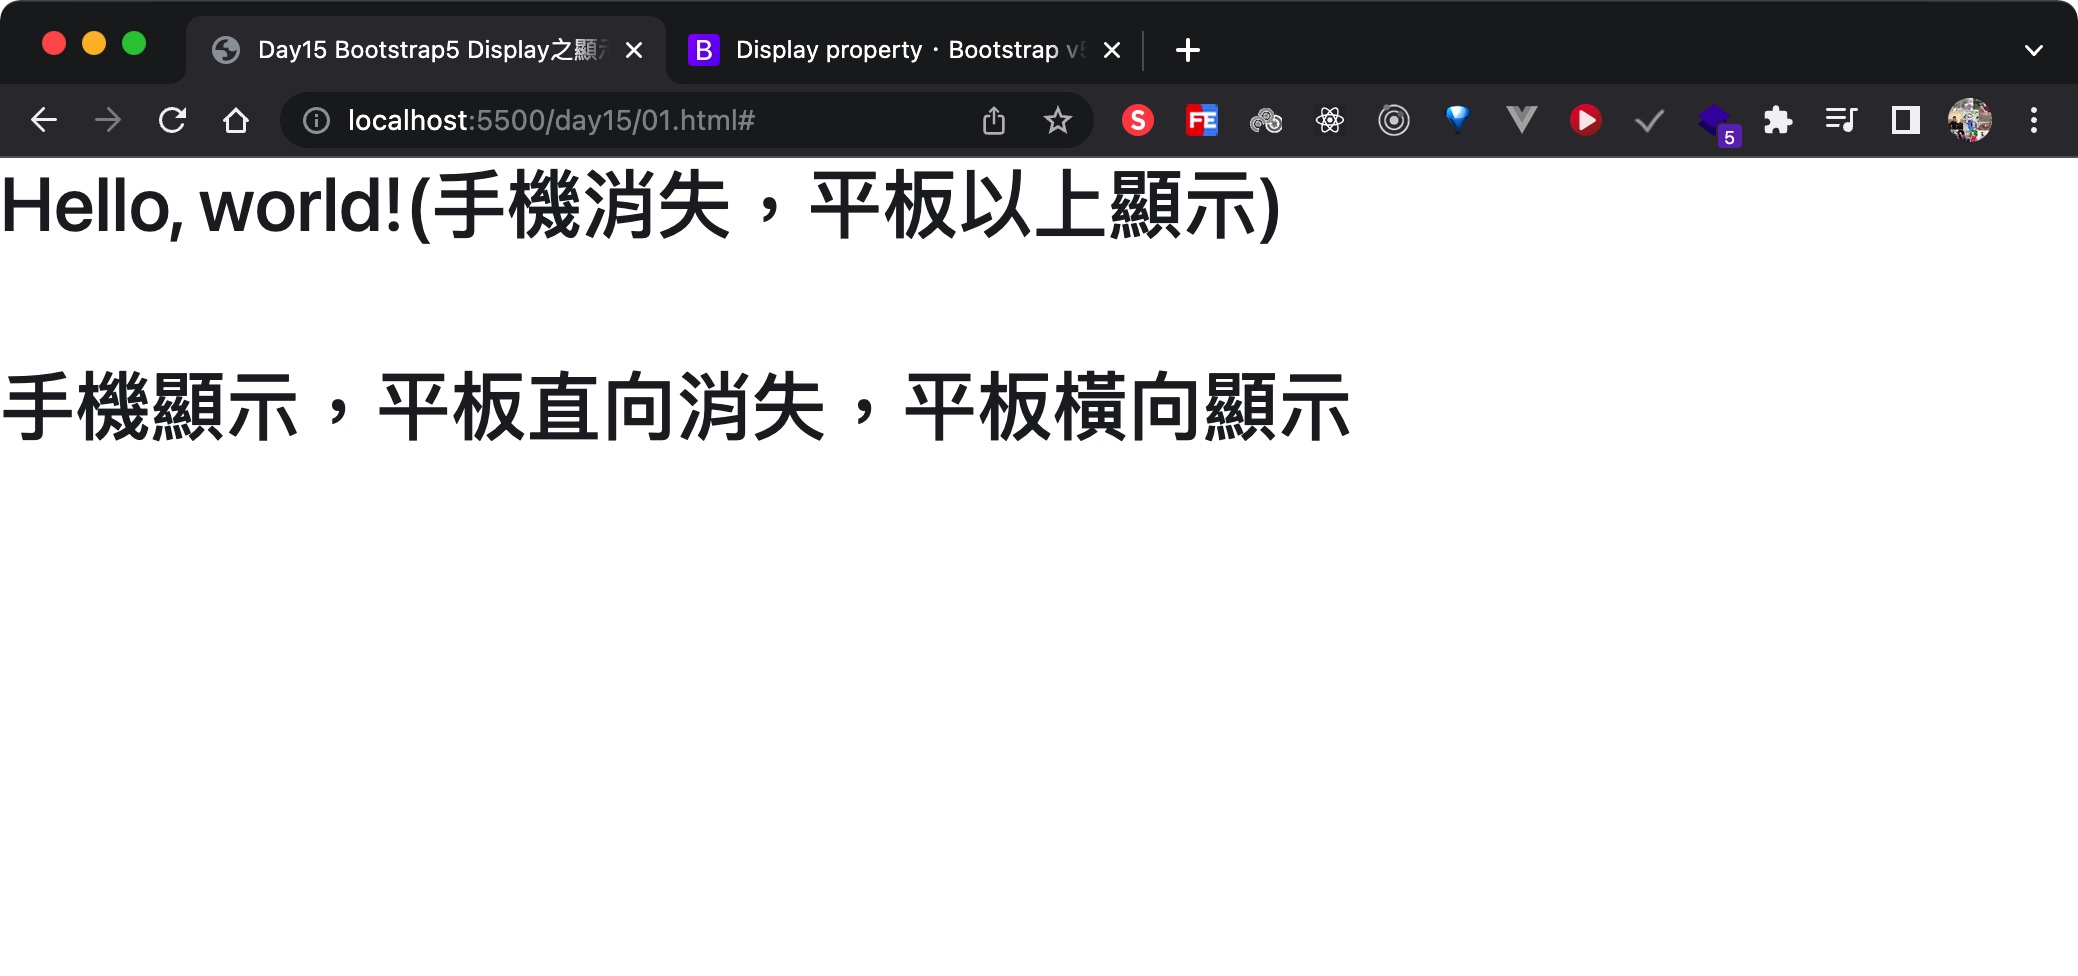 Day15 Bootstrap5 Display之顯示
Display property · Bootstrap v5
localhost:5500/day15/01.html#
S
FE
5
Hello, world!(手機消失，平板以上顯示)
手機顯示，平板直向消失，平板橫向顯示